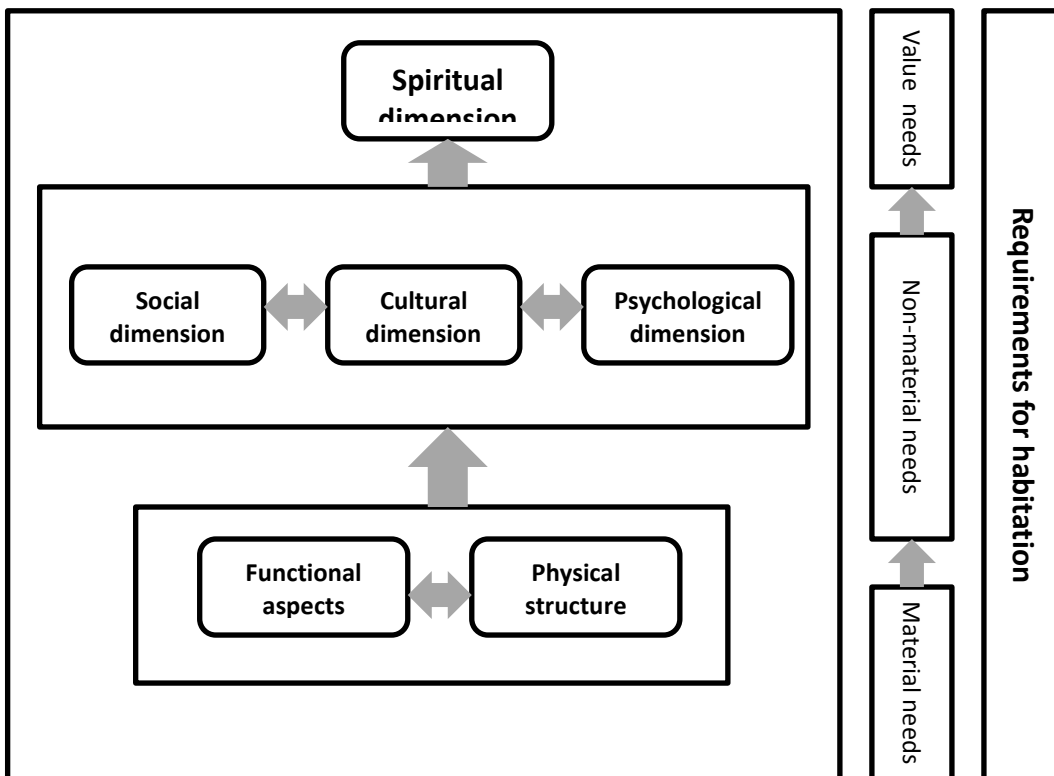 Spiritual
dimension
Social
dimension
Cultural
dimension
Psychological
dimension
Functional
aspects
Physical
structure
Value needs
Non-material needs
Material needs
Requirements for habitation